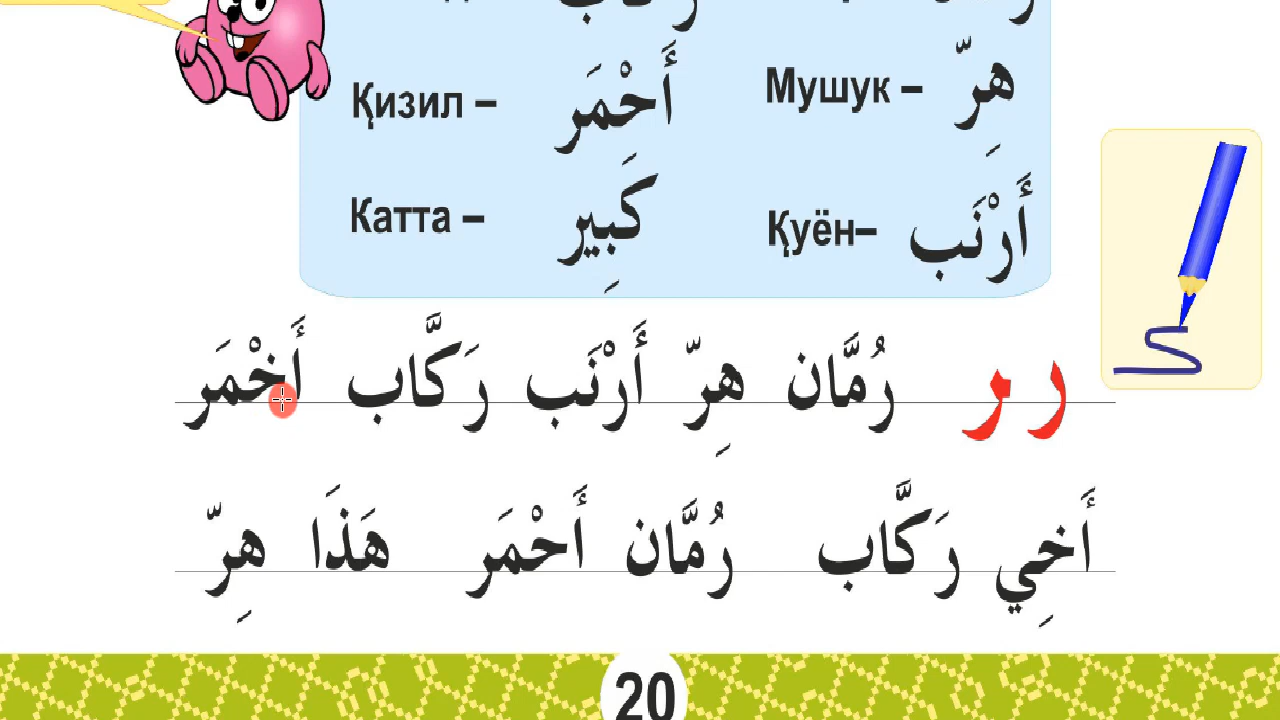 Қизил – أَحْمَر Мушук – هِرّ
Катта – كَبِير Қуён– أَرْنَب
ر ر رُمَّان هِرّ أَرْنَب رَكَّاب أَخْمَر
أَخِي رَكَّاب رُمَّان أَحْمَر هَذَا هِرّ
20